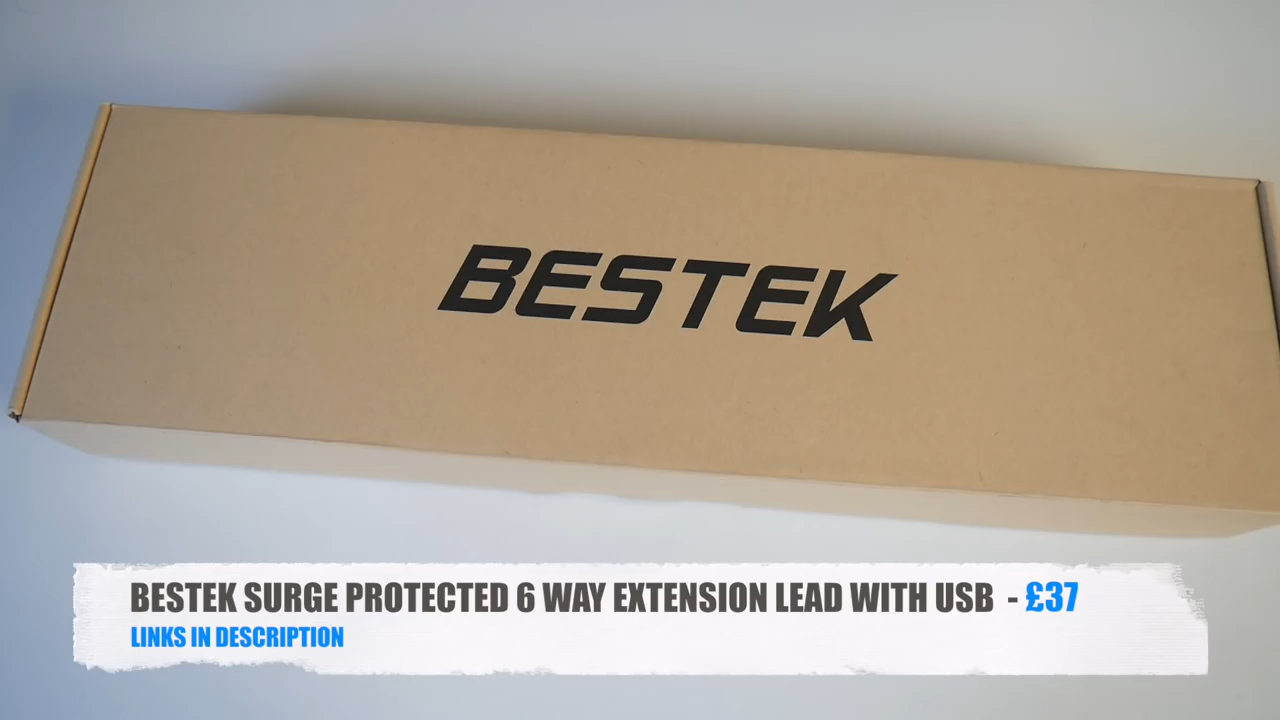 BESTEK
BESTEK SURGE PROTECTED 6 WAY EXTENSION LEAD WITH USB - £37
LINKS IN DESCRIPTION